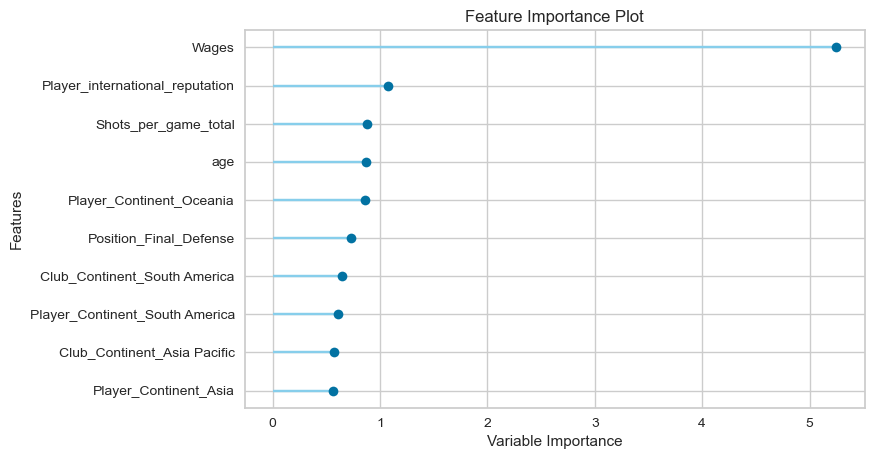 Feature Importance Plot
Features
Wages
Player_international_reputation
Shots_per_game_total
age
Player_Continent_Oceania
Position_Final_Defense
Club_Continent_South America
Player_Continent_South America
Club_Continent_Asia Pacific
Player_Continent_Asia
0 1 2 3 4 5
Variable Importance